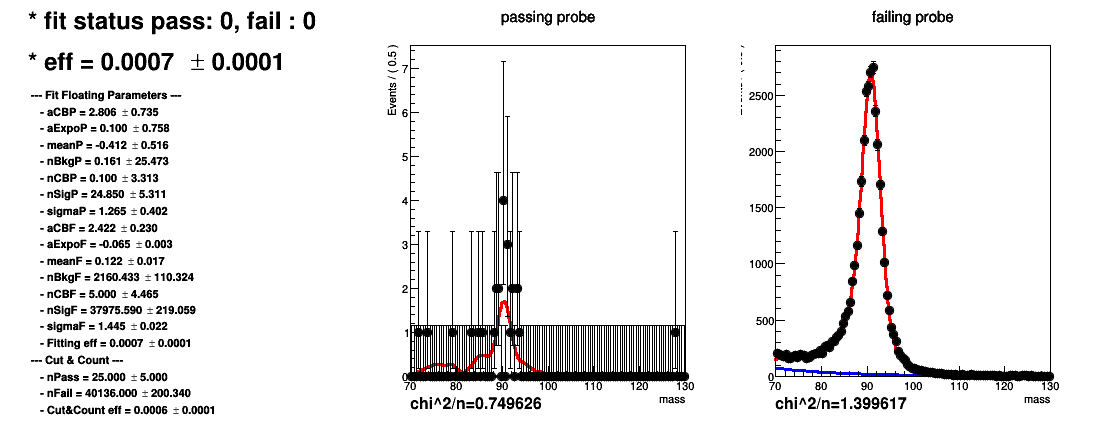 * fit status pass: 0, fail : 0
* eff = 0.0007 ± 0.0001
--- Fit Floating Parameters ---
- aCBP = 2.806 ± 0.735
- aExpoP = 0.100 ± 0.758
- meanP = -0.412 ± 0.516
- nBkgP = 0.161 ± 25.473
- nCBP = 0.100 ± 3.313
- nSigP = 24.850 ± 5.311
- sigmaP = 1.265 ± 0.402
- aCBF = 2.422 ± 0.230
- aExpoF = -0.065 ± 0.003
- meanF = 0.122 ± 0.017
- nBkgF = 2160.433 ± 110.324
- nCBF = 5.000 ± 4.465
- nSigF = 37975.590 ± 219.059
- sigmaF = 1.445 ± 0.022
- Fitting eff = 0.0007 ± 0.0001
--- Cut & Count ---
- nPass = 25.000 ± 5.000
- nFail = 40136.000 ± 200.340
- Cut&Count eff = 0.0006 ± 0.0001
passing probe
Events / ( 0.5 )
7
6
5
4
3
2
1
0
70 80 90 100 110 120 130
mass
chi^2/n=0.749626
failing probe
2500
2000
1500
1000
500
0
70 80 90 100 110 120 130
mass
chi^2/n=1.399617